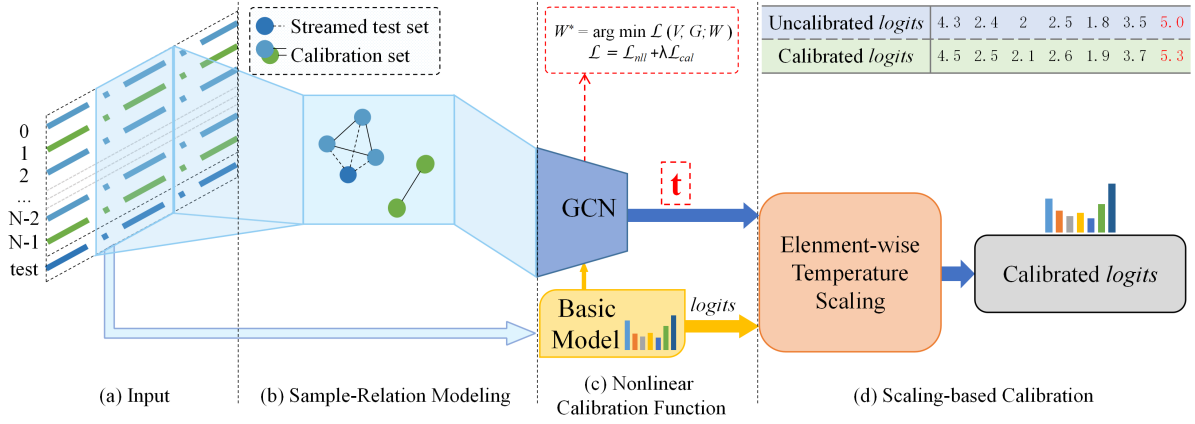 Streamed test set
Calibration set
W* = arg min ℒ (V, G; W)
ℒ = ℒnll +λℒcal
Uncalibrated logits 4.3 2.4 2 2.5 1.8 3.5 5.0
Calibrated logits 4.5 2.5 2.1 2.6 1.9 3.7 5.3
0
1
2
...
N-2
N-1
test
GCN
t
Basic
Model
logits
Elenment-wise
Temperature
Scaling
Calibrated logits
(a) Input
(b) Sample-Relation Modeling
(c) Nonlinear
Calibration Function
(d) Scaling-based Calibration